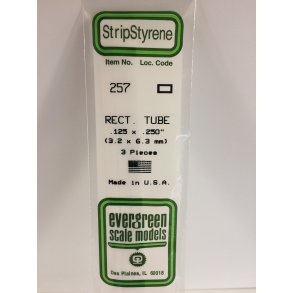 StripStyrene
Item No. Loc. Code
257
RECT. TUBE
.125 x .250"
(3.2 x 6.3 mm)
3 Pieces
Made in U.S.A.
evergreen
scale models
Des Plaines, IL 60018